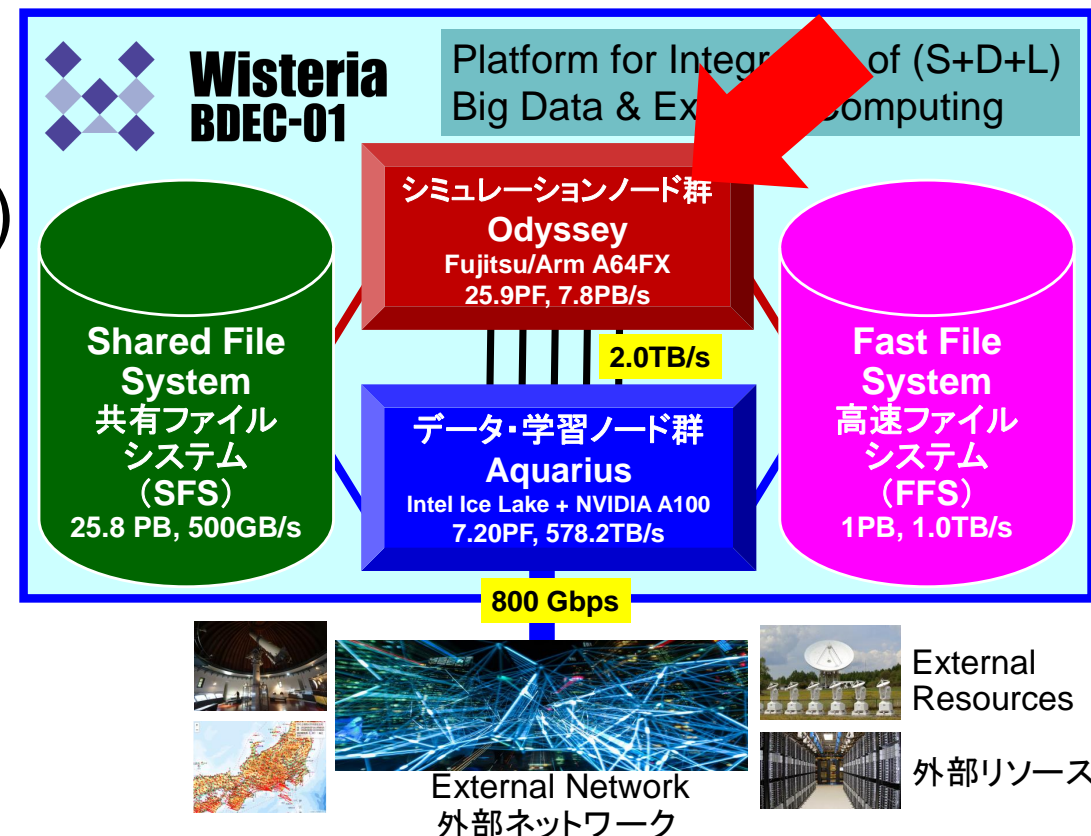 Wisteria
BDEC-01
Platform for Integr of (S+D+L)
Big Data & Ex omputing
)
シミュレーションノード群
Odyssey
Fujitsu/Arm A64FX
25.9PF, 7.8PB/s
2.0TB/s
Shared File
System
共有ファイル
システム
（SFS）
25.8 PB, 500GB/s
データ・学習ノード群
Aquarius
Intel Ice Lake + NVIDIA A100
7.20PF, 578.2TB/s
Fast File
System
高速ファイル
システム
（FFS）
1PB, 1.0TB/s
800 Gbps
External
Resources
外部リソース
External Network
外部ネットワーク